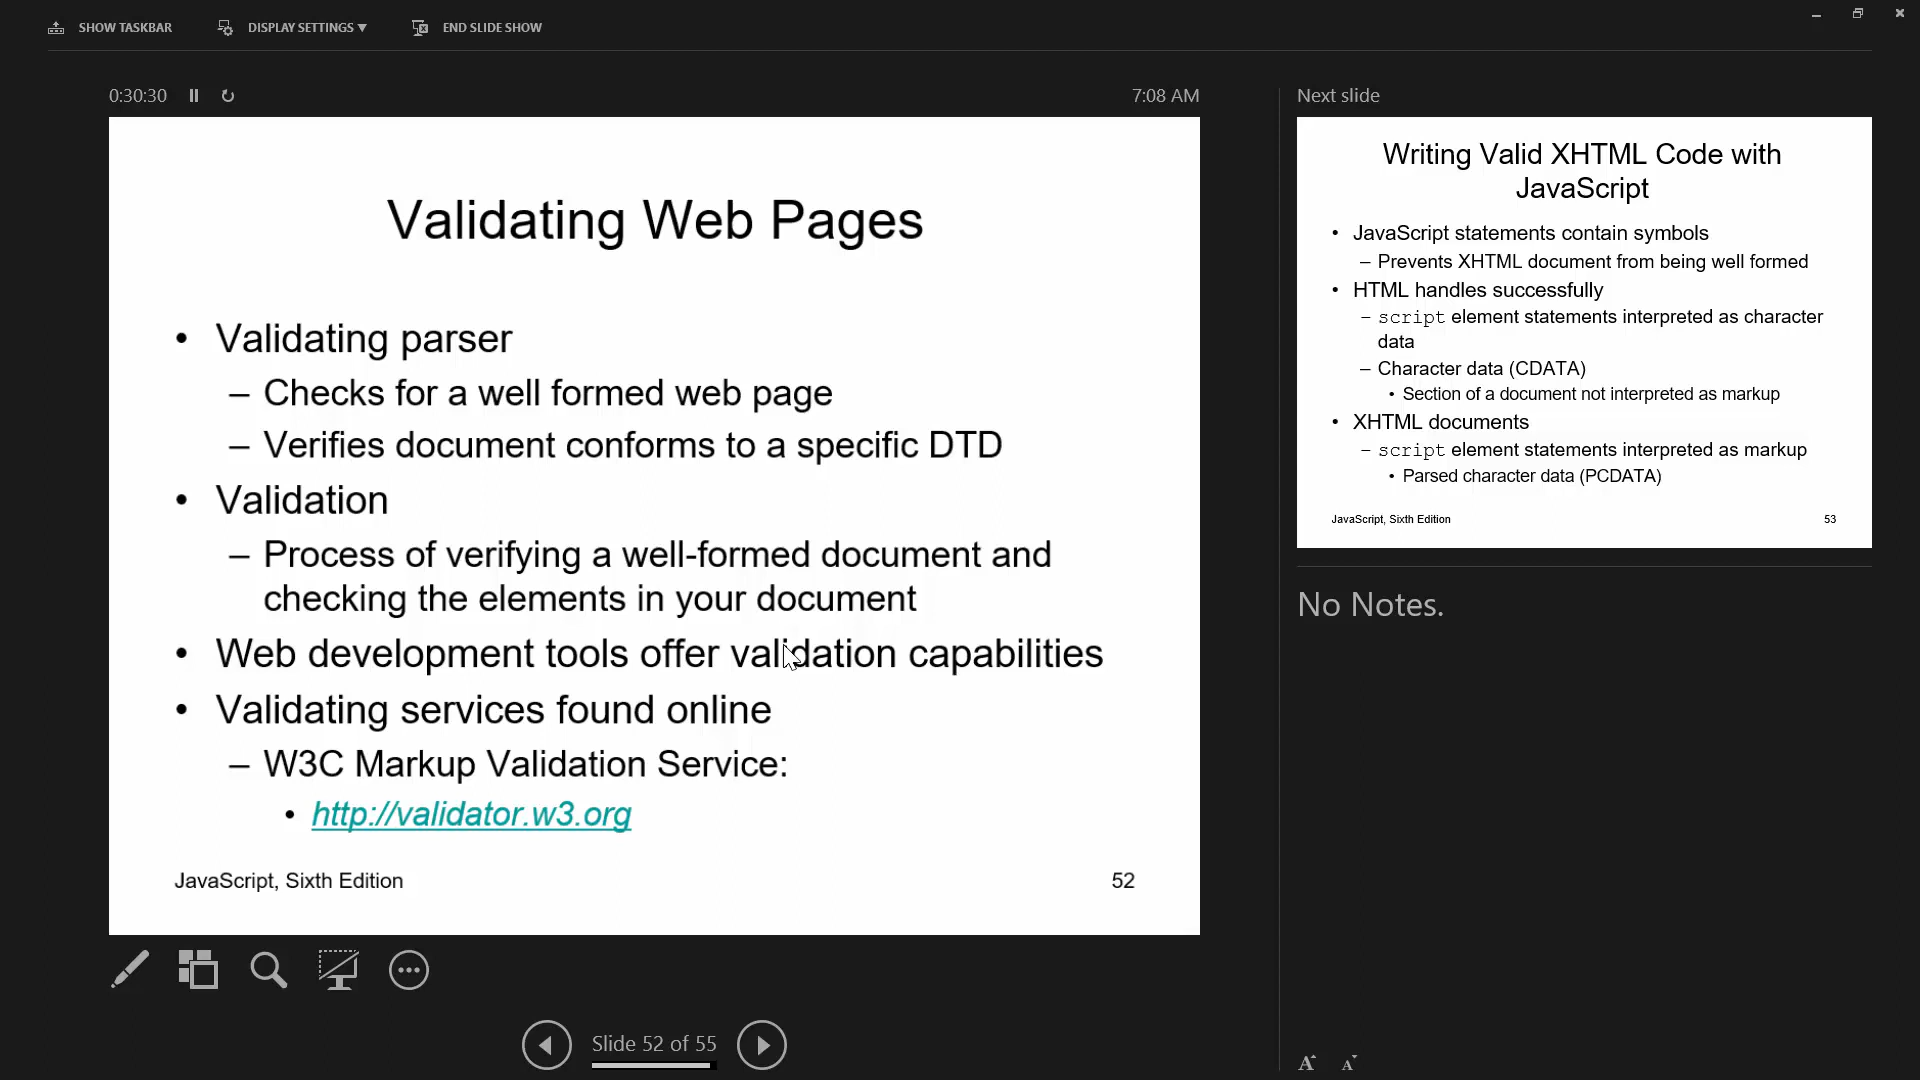 SHOW TASKBAR DISPLAY SETTINGS ▼ END SLIDE SHOW
0:30:30 7:08 AM
Validating Web Pages
• Validating parser
– Checks for a well formed web page
– Verifies document conforms to a specific DTD
• Validation
– Process of verifying a well-formed document and
checking the elements in your document
• Web development tools offer validation capabilities
• Validating services found online
– W3C Markup Validation Service:
• http://validator.w3.org
JavaScript, Sixth Edition 52
Slide 52 of 55
Next slide
Writing Valid XHTML Code with
JavaScript
• JavaScript statements contain symbols
– Prevents XHTML document from being well formed
• HTML handles successfully
– script element statements interpreted as character
data
– Character data (CDATA)
• Section of a document not interpreted as markup
• XHTML documents
– script element statements interpreted as markup
• Parsed character data (PCDATA)
JavaScript, Sixth Edition 53
No Notes.
A A